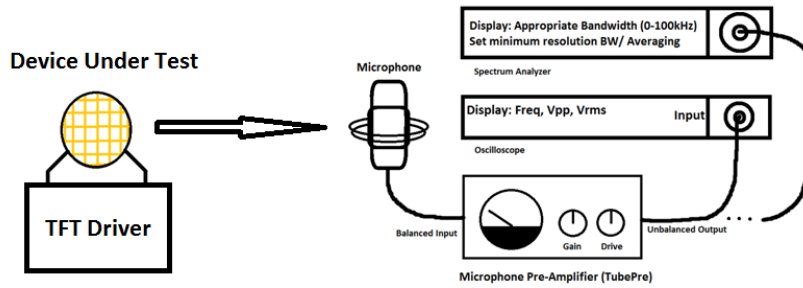 Device Under Test
TFT Driver
Microphone
Display: Appropriate Bandwidth (0-100kHz)
Set minimum resolution BW/ Averaging
Spectrum Analyzer
Display: Freq, Vpp, Vrms
Input
Oscilloscope
Balanced Input
Gain
Drive
Unbalanced Output
Microphone Pre-Amplifier (TubePre)